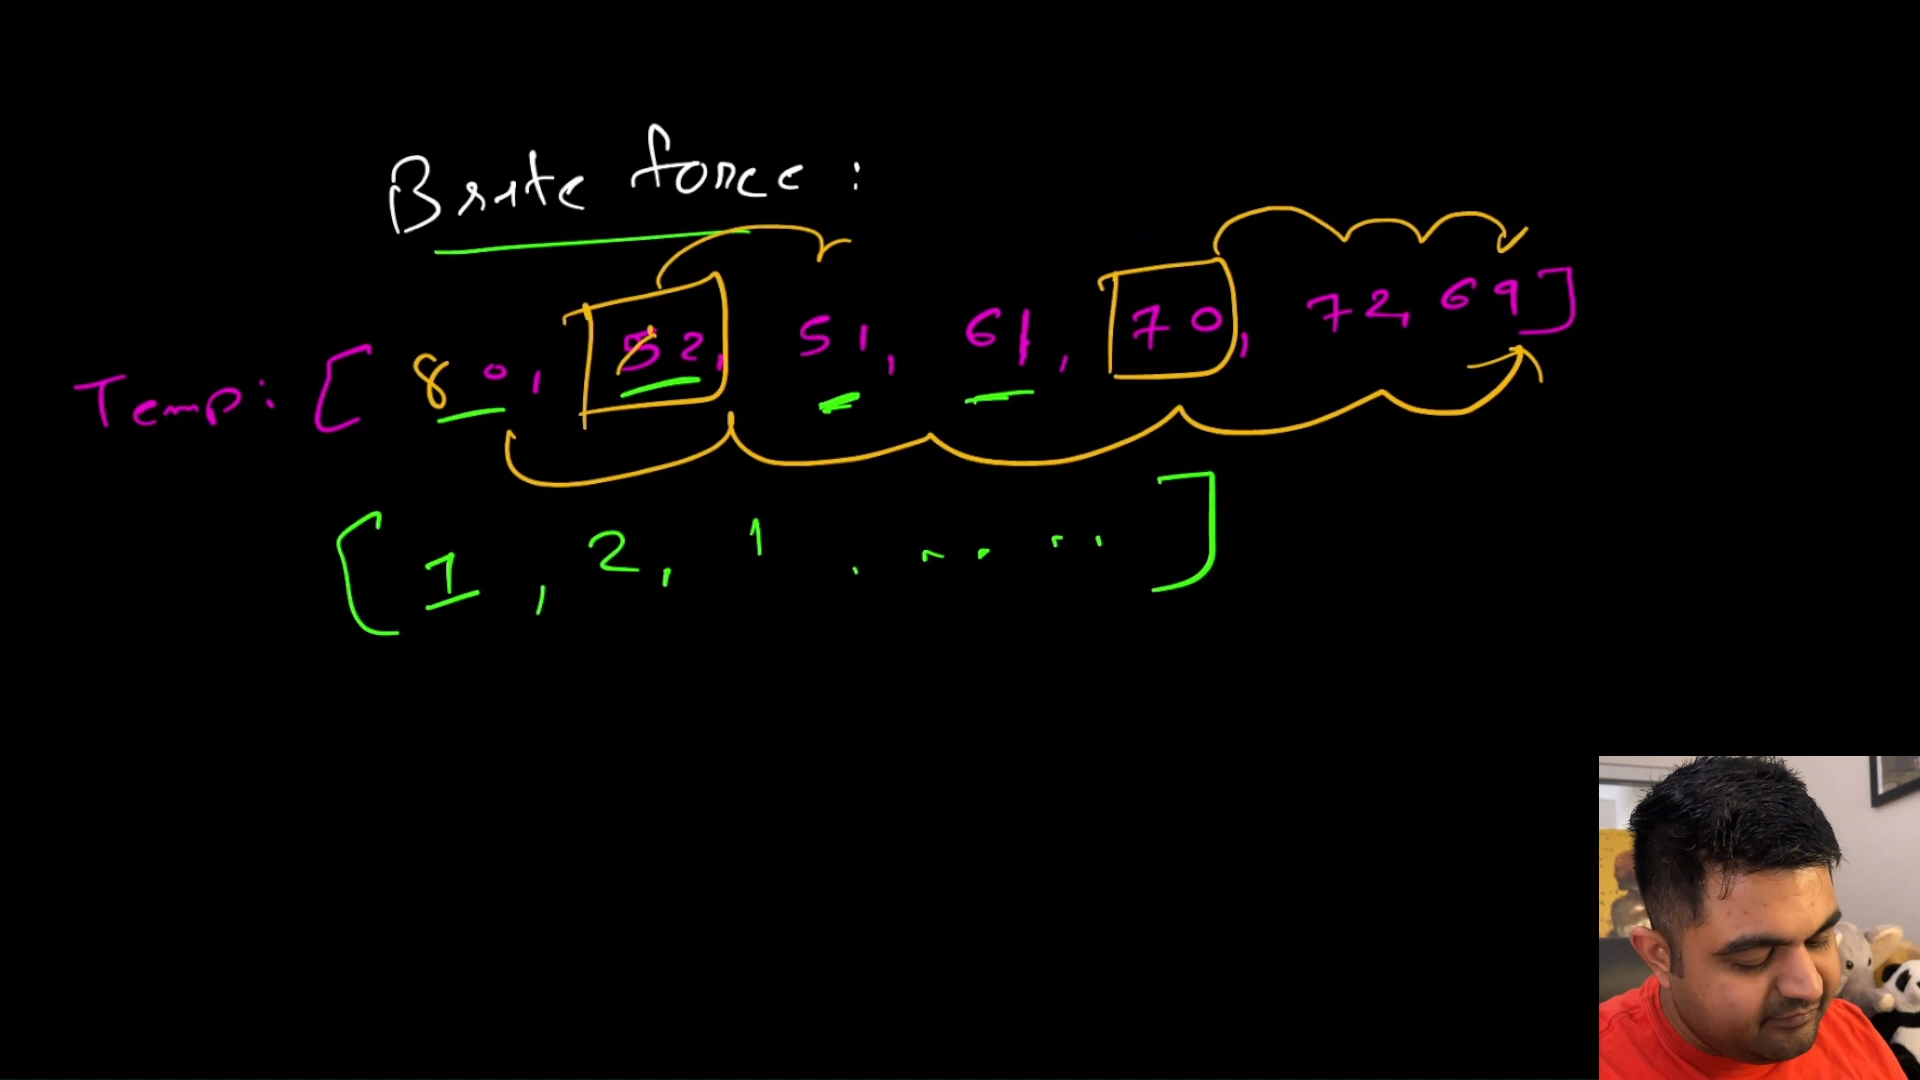 Brute force:
Temp: [ 80, 52, 51, 61, 70, 72, 69 ]
[ 1, 2, 1 . . . . . ]